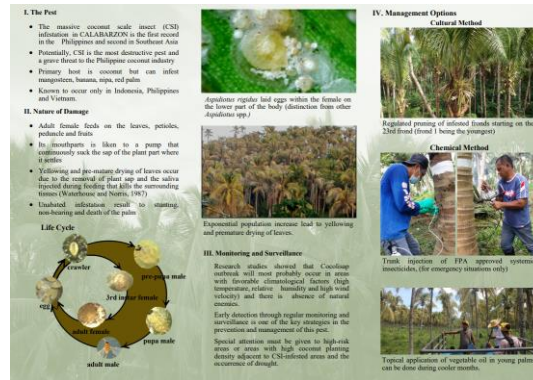 I. The Pest
The massive coconut scale insect (CSI)
infestation in CALABARZON is the first record
in the Philippines and second in Southeast Asia
Potentially, CSI is the most destructive pest and
a grave threat to the Philippine coconut industry
Primary host is coconut but can infest
mangosteen, banana, nipa, red palm
Known to occur only in Indonesia, Philippines
and Vietnam.
II. Nature of Damage
Adult female feeds on the leaves, petioles,
peduncle and fruits
Its mouthparts is liken to a pump that
continuously suck the sap of the plant part where
it settles
Yellowing and pre-mature drying of leaves occur
due to the removal of plant sap and the saliva
injected during feeding that kills the surrounding
tissues (Waterhouse and Norris, 1987)
Unabated infestation result to stunting,
non-bearing and death of the palm
Life Cycle
crawler
pre-pupa male
3rd instar female
egg
adult female
pupa male
adult male
Aspidiotus rigidus laid eggs within the female on
the lower part of the body (distinction from other
Aspidiotus spp.)
Exponential population increase lead to yellowing
and premature drying of leaves.
III. Monitoring and Surveillance
Research studies showed that Cocolisap
outbreak will most probably occur in areas
with favorable climatological factors (high
temperature, relative humidity and high wind
velocity) and there is absence of natural
enemies.
Early detection through regular monitoring and
surveillance is one of the key strategies in the
prevention and management of this pest.
Special attention must be given to high-risk
areas or areas with high coconut planting
density adjacent to CSI-infested areas and the
occurrence of drought.
IV. Management Options
Cultural Method
Regulated pruning of infested fronds starting on the
23rd frond (frond 1 being the youngest)
Chemical Method
Trunk injection of FPA approved systemic
insecticides, (for emergency situations only)
Topical application of vegetable oil in young palms
can be done during cooler months.